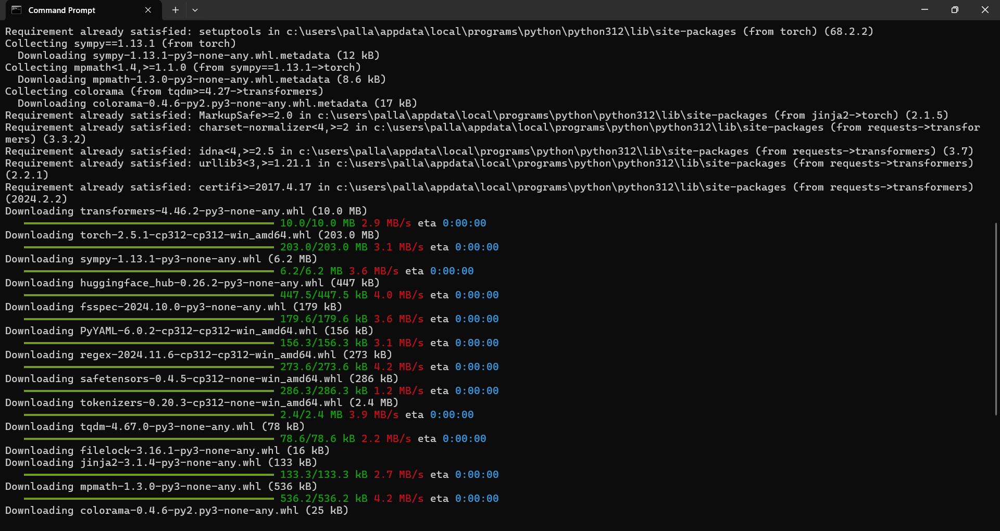 Command Prompt
Requirement already satisfied: setuptools in c:\users\palla\appdata\local\programs\python\python312\lib\site-packages (from torch) (68.2.2)
Collecting sympy==1.13.1 (from torch)
  Downloading sympy-1.13.1-py3-none-any.whl.metadata (12 kB)
Collecting mpmath<1.4,>=1.1.0 (from sympy==1.13.1->torch)
  Downloading mpmath-1.3.0-py3-none-any.whl.metadata (8.6 kB)
Collecting colorama (from tqdm>=4.27->transformers)
  Downloading colorama-0.4.6-py2.py3-none-any.whl.metadata (17 kB)
Requirement already satisfied: MarkupSafe>=2.0 in c:\users\palla\appdata\local\programs\python\python312\lib\site-packages (from jinja2->torch) (2.1.5)
Requirement already satisfied: charset-normalizer<4,>=2 in c:\users\palla\appdata\local\programs\python\python312\lib\site-packages (from requests->transfor
mers) (3.3.2)
Requirement already satisfied: idna<4,>=2.5 in c:\users\palla\appdata\local\programs\python\python312\lib\site-packages (from requests->transformers) (3.7)
Requirement already satisfied: urllib3<3,>=1.21.1 in c:\users\palla\appdata\local\programs\python\python312\lib\site-packages (from requests->transformers)
(2.2.1)
Requirement already satisfied: certifi>=2017.4.17 in c:\users\palla\appdata\local\programs\python\python312\lib\site-packages (from requests->transformers)
(2024.2.2)
Downloading transformers-4.46.2-py3-none-any.whl (10.0 MB)
10.0/10.0 MB 2.9 MB/s eta 0:00:00
Downloading torch-2.5.1-cp312-cp312-win_amd64.whl (203.0 MB)
203.0/203.0 MB 3.1 MB/s eta 0:00:00
Downloading sympy-1.13.1-py3-none-any.whl (6.2 MB)
6.2/6.2 MB 3.6 MB/s eta 0:00:00
Downloading huggingface_hub-0.26.2-py3-none-any.whl (447 kB)
447.5/447.5 kB 4.0 MB/s eta 0:00:00
Downloading fsspec-2024.10.0-py3-none-any.whl (179 kB)
179.6/179.6 kB 3.6 MB/s eta 0:00:00
Downloading PyYAML-6.0.2-cp312-cp312-win_amd64.whl (156 kB)
156.3/156.3 kB 3.1 MB/s eta 0:00:00
Downloading regex-2024.11.6-cp312-cp312-win_amd64.whl (273 kB)
273.6/273.6 kB 4.2 MB/s eta 0:00:00
Downloading safetensors-0.4.5-cp312-none-win_amd64.whl (286 kB)
286.3/286.3 kB 1.2 MB/s eta 0:00:00
Downloading tokenizers-0.20.3-cp312-none-win_amd64.whl (2.4 MB)
2.4/2.4 MB 3.9 MB/s eta 0:00:00
Downloading tqdm-4.67.0-py3-none-any.whl (78 kB)
78.6/78.6 kB 2.2 MB/s eta 0:00:00
Downloading filelock-3.16.1-py3-none-any.whl (16 kB)
Downloading jinja2-3.1.4-py3-none-any.whl (133 kB)
133.3/133.3 kB 2.7 MB/s eta 0:00:00
Downloading mpmath-1.3.0-py3-none-any.whl (536 kB)
536.2/536.2 kB 4.2 MB/s eta 0:00:00
Downloading colorama-0.4.6-py2.py3-none-any.whl (25 kB)